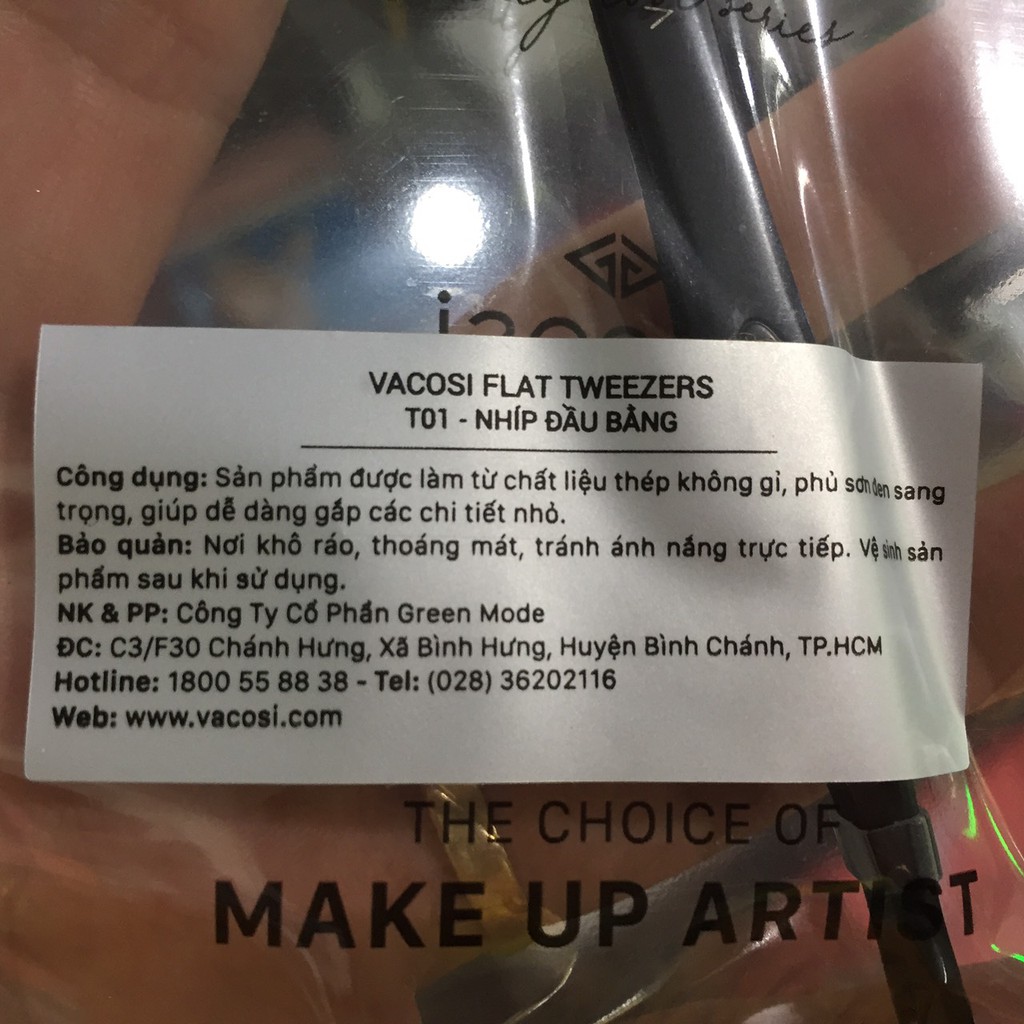 series
VACOSI FLAT TWEEZERS
T01 - NHÍP ĐẦU BẰNG
Công dụng: Sản phẩm được làm từ chất liệu thép không gỉ, phủ sơn đen sang
trọng, giúp dễ dàng gắp các chi tiết nhỏ.
Bảo quản: Nơi khô ráo, thoáng mát, tránh ánh nắng trực tiếp. Vệ sinh sản
phẩm sau khi sử dụng.
NK & PP: Công Ty Cổ Phần Green Mode
ĐC: C3/F30 Chánh Hưng, Xã Bình Hưng, Huyện Bình Chánh, TP.HCM
Hotline: 1800 55 88 38 - Tel: (028) 36202116
Web: www.vacosi.com
THE CHOICE OF
MAKE UP ARTIST